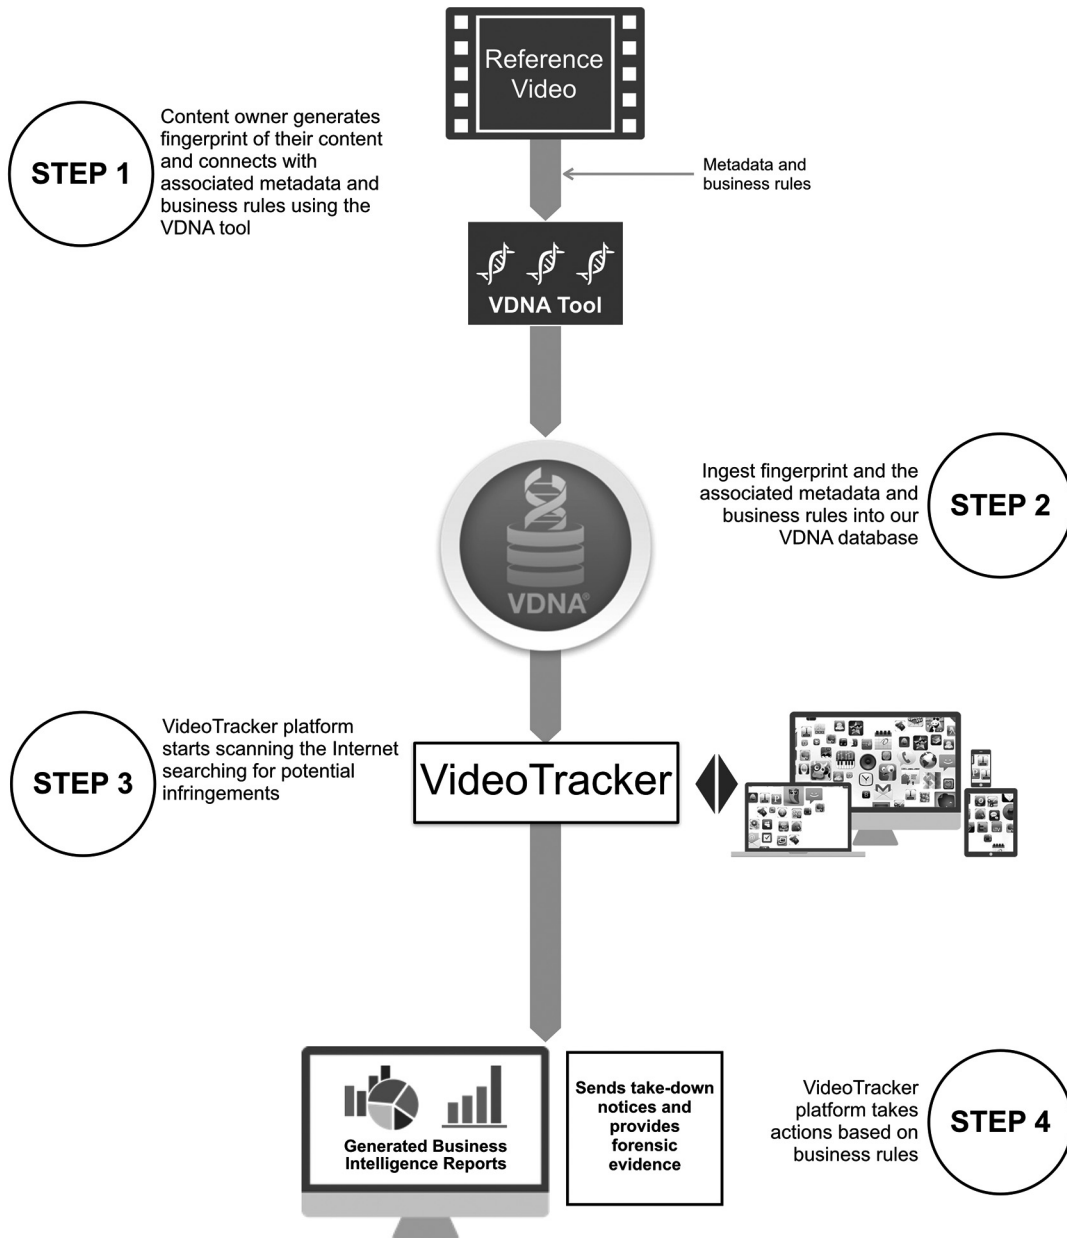 Reference
Video
STEP 1
Content owner generates
fingerprint of their content
and connects with
associated metadata and
business rules using the
VDNA tool
Metadata and
business rules
VDNA Tool
Ingest fingerprint and the
associated metadata and
business rules into our
VDNA database
STEP 2
VDNA®
STEP 3
VideoTracker platform
starts scanning the Internet
searching for potential
infringements
VideoTracker
Generated Business
Intelligence Reports
Sends take-down
notices and
provides
forensic
evidence
VideoTracker
platform takes
actions based on
business rules
STEP 4